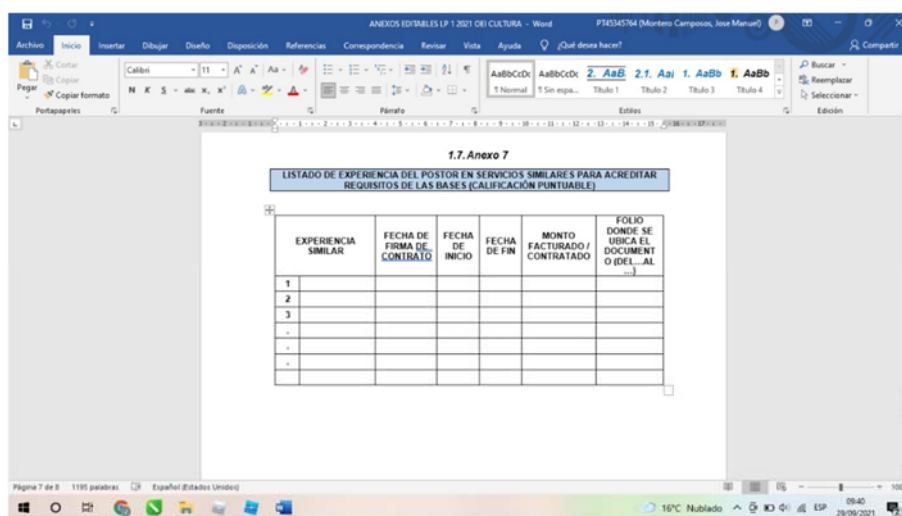 ANEXOS EDITABLES LP 1 2021 OEI CULTURA - Word
PT45345764 (Montero Camposos, Jose Manuel)
P
Archivo Inicio Insertar Dibujar Diseño Disposición Referencias Correspondencia Revisar Vista Ayuda ¿Qué desea hacer? Compartir
Pegar
Cortar
Copiar
Copiar formato
Calibri 11
N K S
AaBbCcDc AaBbCcDc 2. AaB. 2.1. Aai 1. AaBb 1. AaBb
1 Normal 1 Sin espa... Título 1 Título 2 Título 3 Título 4
Buscar
Reemplazar
Seleccionar
Portapapeles Fuente Párrafo Estilos Edición
1.7. Anexo 7
LISTADO DE EXPERIENCIA DEL POSTOR EN SERVICIOS SIMILARES PARA ACREDITAR
REQUISITOS DE LAS BASES (CALIFICACIÓN PUNTUABLE)
EXPERIENCIA
SIMILAR
FECHA DE
FIRMA DE
CONTRATO
FECHA
DE
INICIO
FECHA
DE FIN
MONTO
FACTURADO /
CONTRATADO
FOLIO
DONDE SE
UBICA EL
DOCUMENT
O (DEL...AL
...)
1
2
3
.
.
.
Página 7 de 8 1195 palabras Español (Estados Unidos)
100
16°C Nublado ESP 09:40
29/09/2021